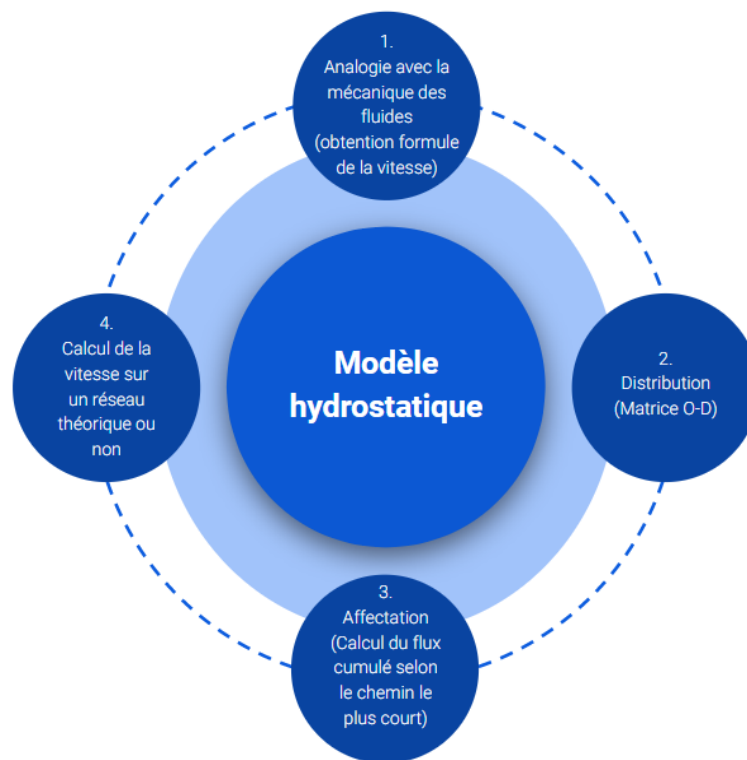 1.
Analogie avec la
mécanique des
fluides
(obtention formule
de la vitesse)
4.
Calcul de la
vitesse sur
un réseau
théorique ou
non
Modèle
hydrostatique
2.
Distribution
(Matrice O-D)
3.
Affectation
(Calcul du flux
cumulé selon
le chemin le
plus court)